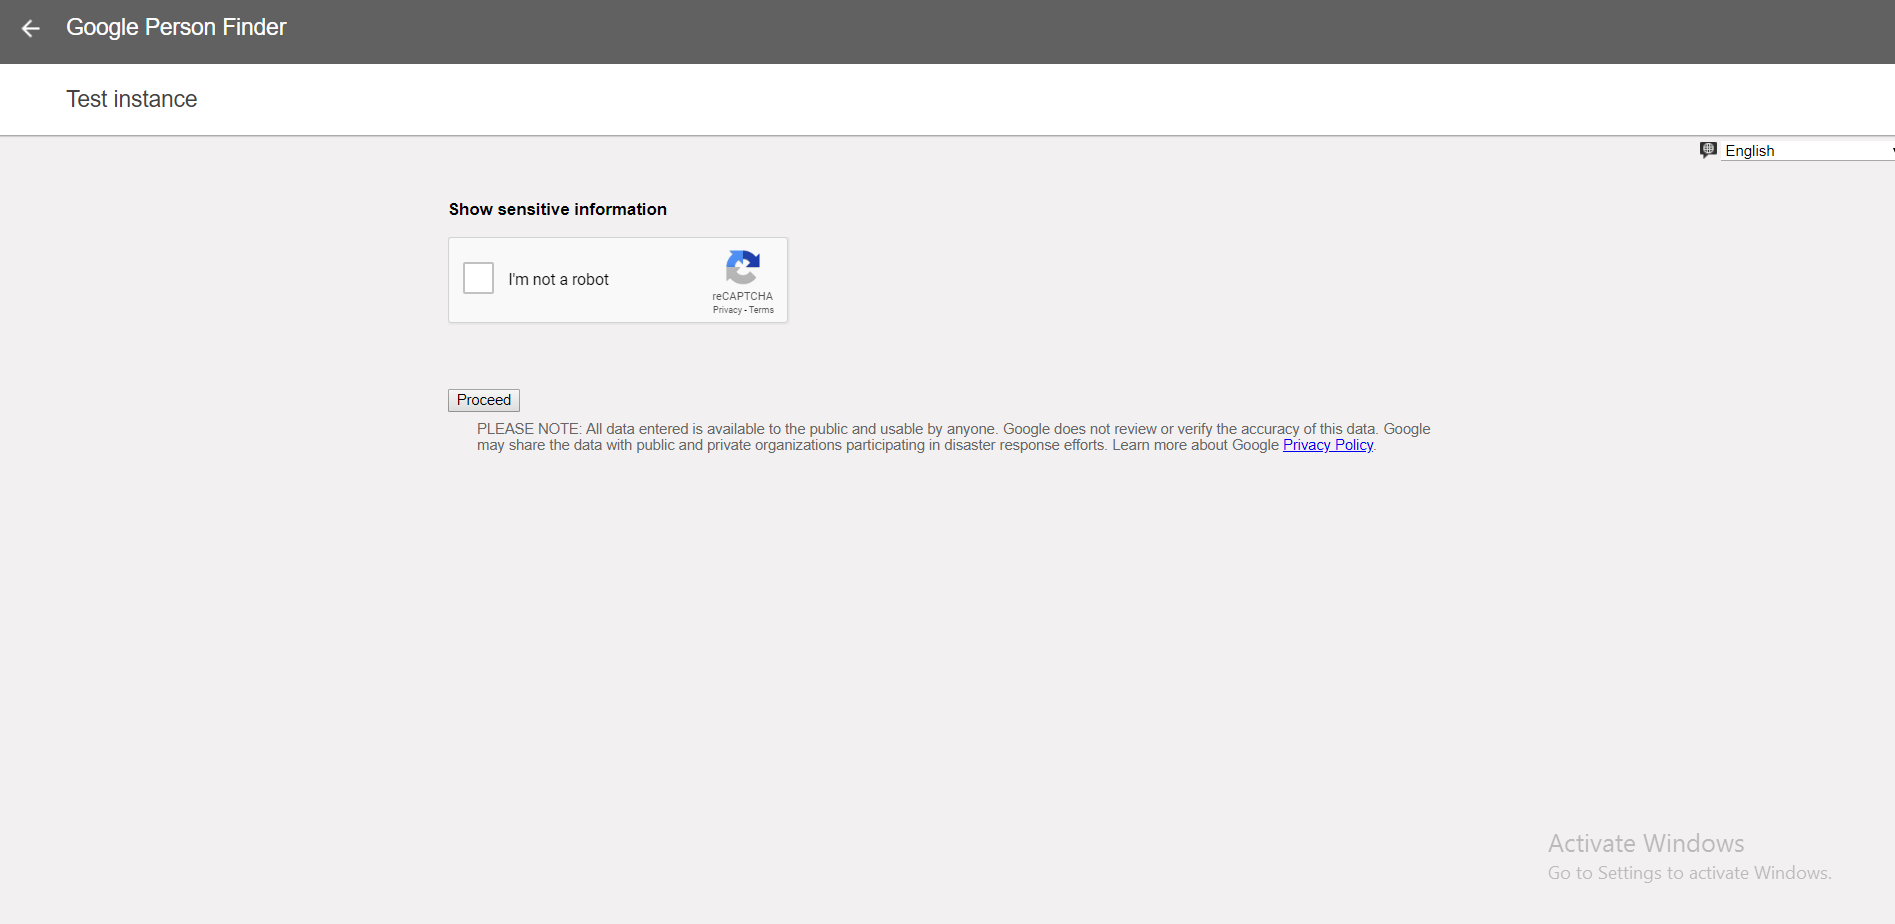 Google Person Finder
Test instance
English
Show sensitive information
I'm not a robot
reCAPTCHA
Privacy - Terms
Proceed
PLEASE NOTE: All data entered is available to the public and usable by anyone. Google does not review or verify the accuracy of this data. Google
may share the data with public and private organizations participating in disaster response efforts. Learn more about Google Privacy Policy.
Activate Windows
Go to Settings to activate Windows.